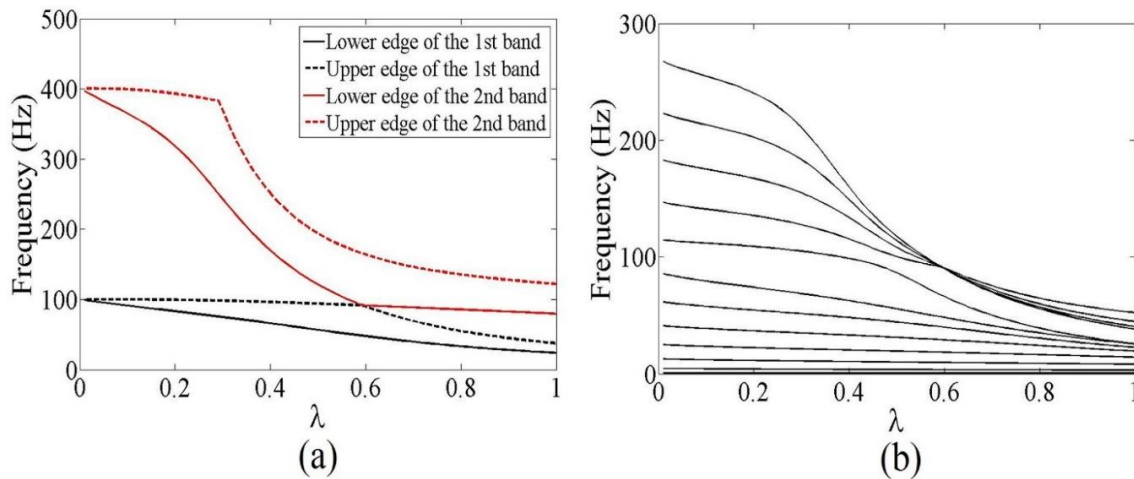 500
400
300
200
100
0
Frequency (Hz)
Lower edge of the 1st band
Upper edge of the 1st band
Lower edge of the 2nd band
Upper edge of the 2nd band
0 0.2 0.4 0.6 0.8 1
λ
(a)
300
200
100
0
Frequency (Hz)
0 0.2 0.4 0.6 0.8 1
λ
(b)